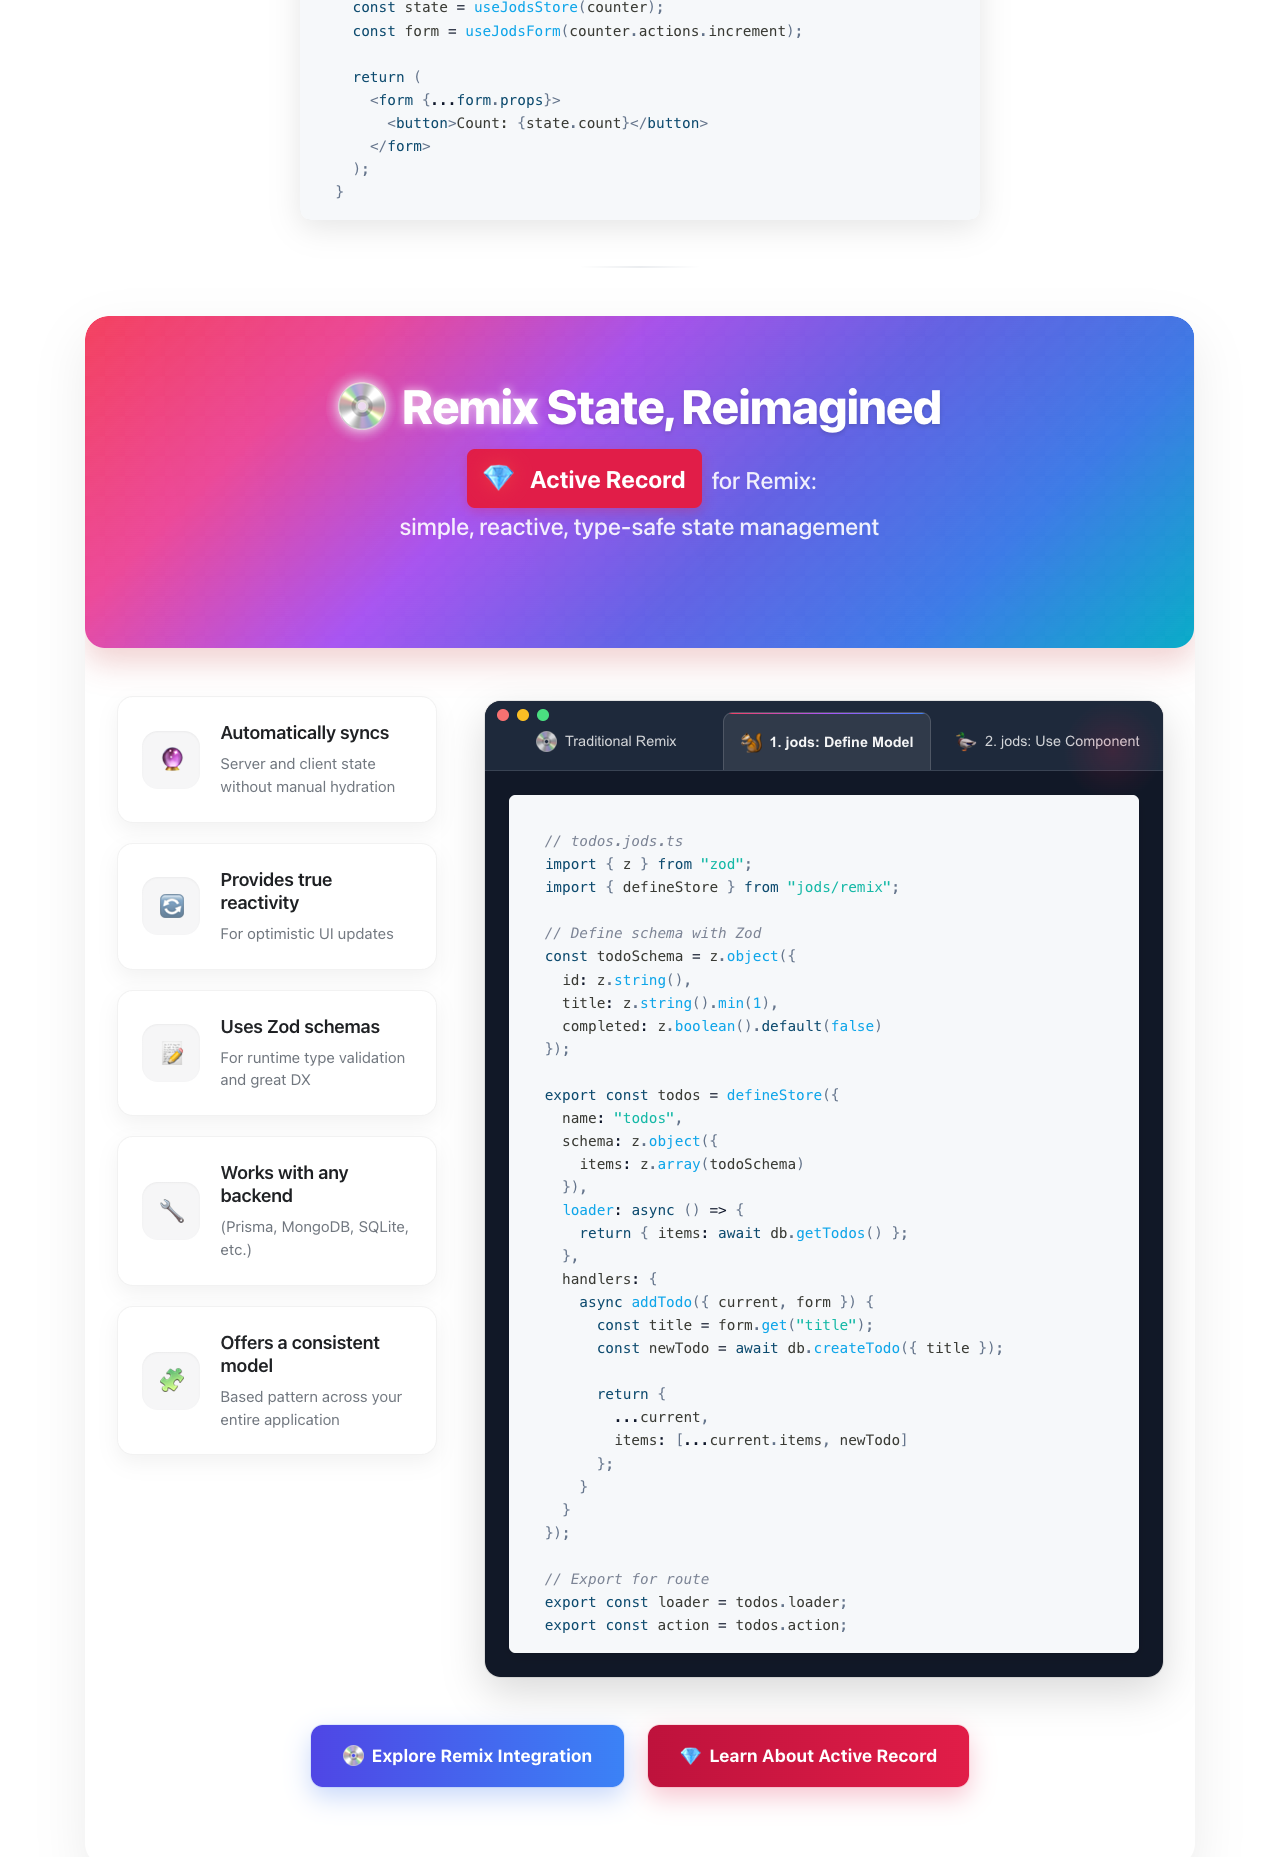 const state = useJodsStore(counter);
const form = useJodsForm(counter.actions.increment);
return (
<form {...form.props}>
<button>Count: {state.count}</button>
</form>
);
}
Remix State, Reimagined
Active Record for Remix:
simple, reactive, type-safe state management
Automatically syncs
Server and client state
without manual hydration
Provides true
reactivity
For optimistic UI updates
Uses Zod schemas
For runtime type validation
and great DX
Works with any
backend
(Prisma, MongoDB, SQLite,
etc.)
Offers a consistent
model
Based pattern across your
entire application
Traditional Remix
1. jods: Define Model
2. jods: Use Component
// todos.jods.ts
import { z } from "zod";
import { defineStore } from "jods/remix";
// Define schema with Zod
const todoSchema = z.object({
id: z.string(),
title: z.string().min(1),
completed: z.boolean().default(false)
});
export const todos = defineStore({
name: "todos",
schema: z.object({
items: z.array(todoSchema)
}),
loader: async () => {
return { items: await db.getTodos() };
},
handlers: {
async addTodo({ current, form }) {
const title = form.get("title");
const newTodo = await db.createTodo({ title });
return {
...current,
items: [...current.items, newTodo]
};
}
}
});
// Export for route
export const loader = todos.loader;
export const action = todos.action;
Explore Remix Integration
Learn About Active Record